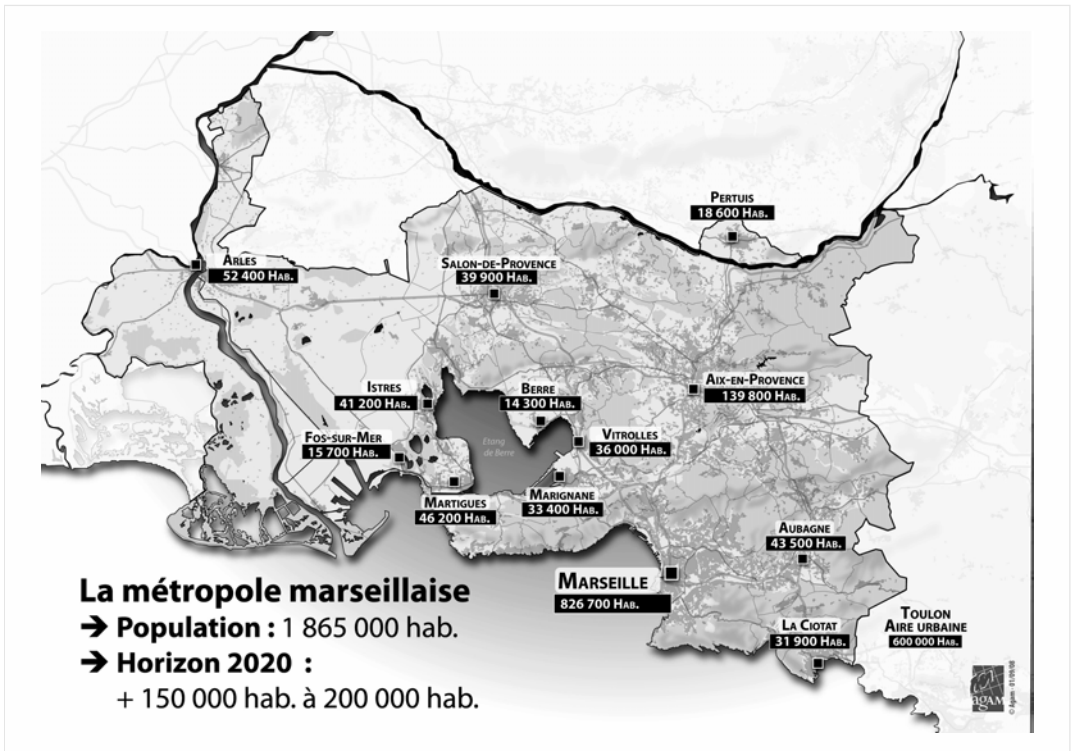 PERTUIS
18 600 HAB.
ARLES
52 400 HAB.
SALON-DE-PROVENCE
39 900 HAB.
ISTRES
41 200 HAB.
BERRE
14 300 HAB.
AIX-EN-PROVENCE
139 800 HAB.
Etang
de Berre
FOS-SUR-MER
15 700 HAB.
VITROLLES
36 000 HAB.
MARTIGUES
46 200 HAB.
MARIGNANE
33 400 HAB.
AUBAGNE
43 500 HAB.
MARSEILLE
826 700 HAB.
La métropole marseillaise
➔ Population : 1 865 000 hab.
➔ Horizon 2020 :
+ 150 000 hab. à 200 000 hab.
LA CIOTAT
31 900 HAB.
TOULON
AIRE URBAINE
600 000 HAB.
agAM
© Agam - 01/09/08